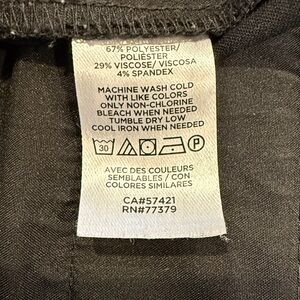 67% POLYESTER/
POLIÉSTER
29% VISCOSE/ VISCOSA
4% SPANDEX
MACHINE WASH COLD
WITH LIKE COLORS
ONLY NON-CHLORINE
BLEACH WHEN NEEDED
TUMBLE DRY LOW
COOL IRON WHEN NEEDED
30 P
AVEC DES COULEURS
SEMBLABLES / CON
COLORES SIMILARES
CA#57421
RN#77379